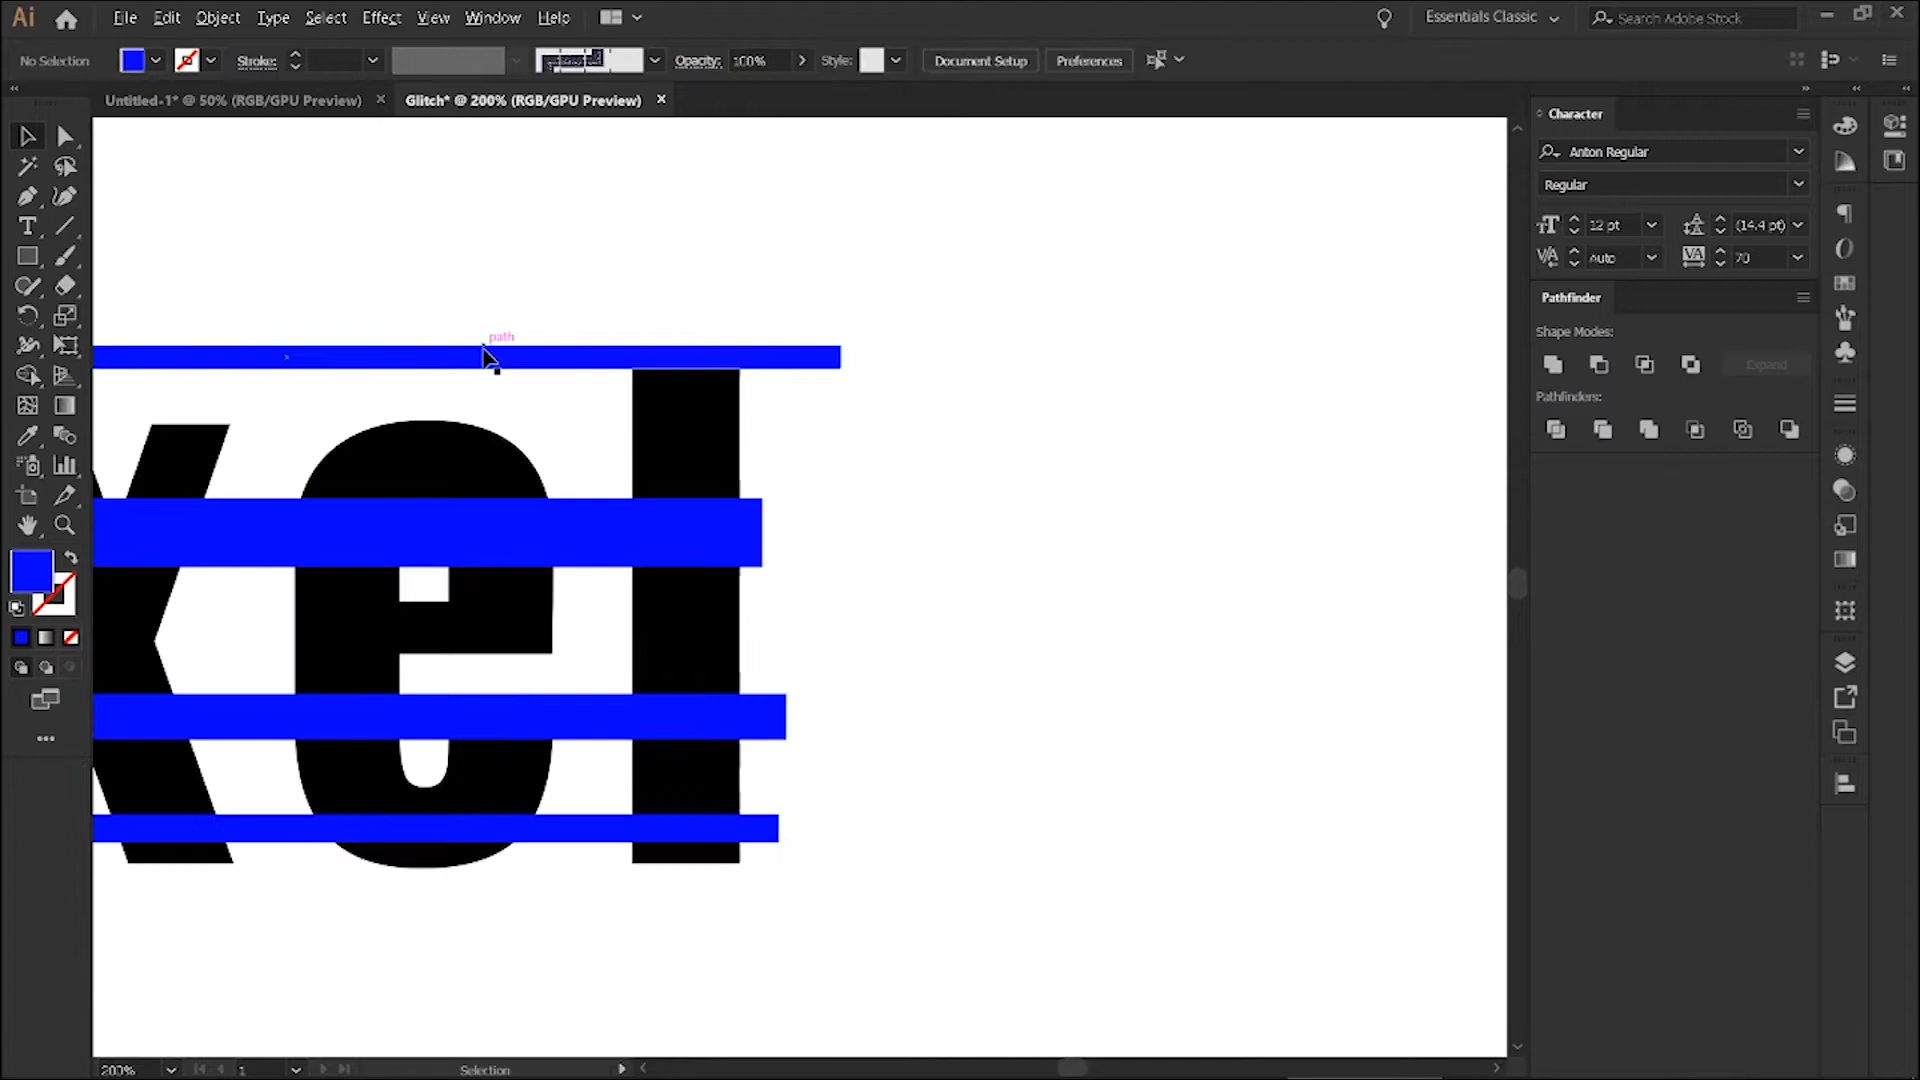 Ai File Edit Object Type Select Effect View Window Help Essentials Classic Search Adobe Stock
No Selection Stroke: Opacity: 100% Style: Document Setup Preferences
Untitled-1* @ 50% (RGB/GPU Preview) × Glitch* @ 200% (RGB/GPU Preview) ×
Character
Anton Regular
Regular
12 pt (14.4 pt)
Auto 70
Pathfinder
Shape Modes:
Expand
Pathfinders:
path
xel
200% 1 Selection